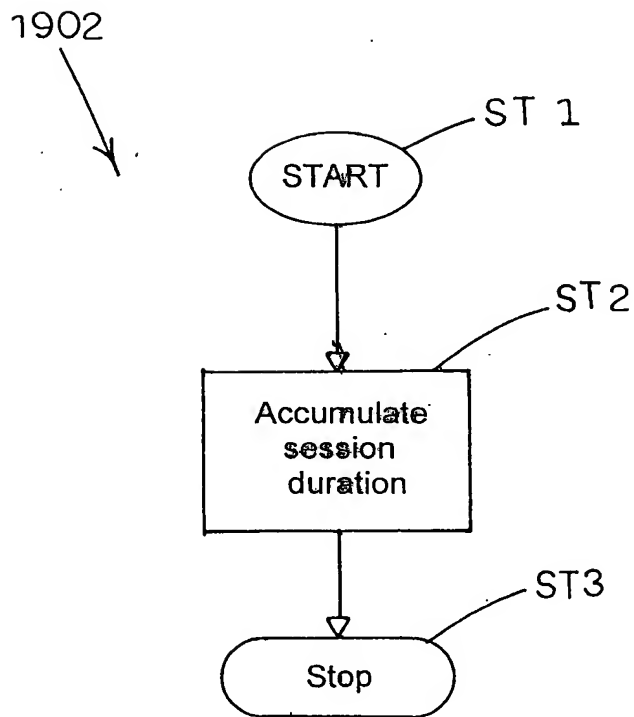 1902
ST 1
START
ST2
Accumulate
session
duration
ST3
Stop